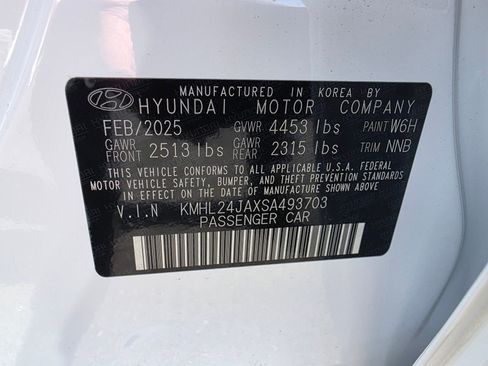 MANUFACTURED IN KOREA BY
HYUNDAI MOTOR COMPANY
FEB/2025 GVWR 4453 lbs PAINT W6H
GAWR FRONT 2513 lbs GAWR REAR 2315 lbs TRIM NNB
THIS VEHICLE CONFORMS TO ALL APPLICABLE U.S.A. FEDERAL
MOTOR VEHICLE SAFETY, BUMPER, AND THEFT PREVENTION STANDARDS
IN EFFECT ON THE DATE OF MANUFACTURE SHOWN ABOVE.
V.I.N KMHL24JAXSA493703
PASSENGER CAR